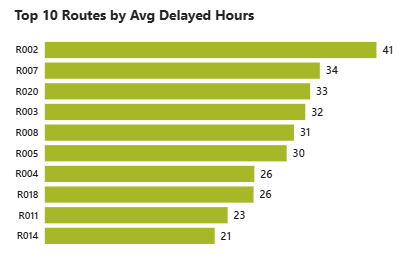 Top 10 Routes by Avg Delayed Hours
R002 41
R007 34
R020 33
R003 32
R008 31
R005 30
R004 26
R018 26
R011 23
R014 21